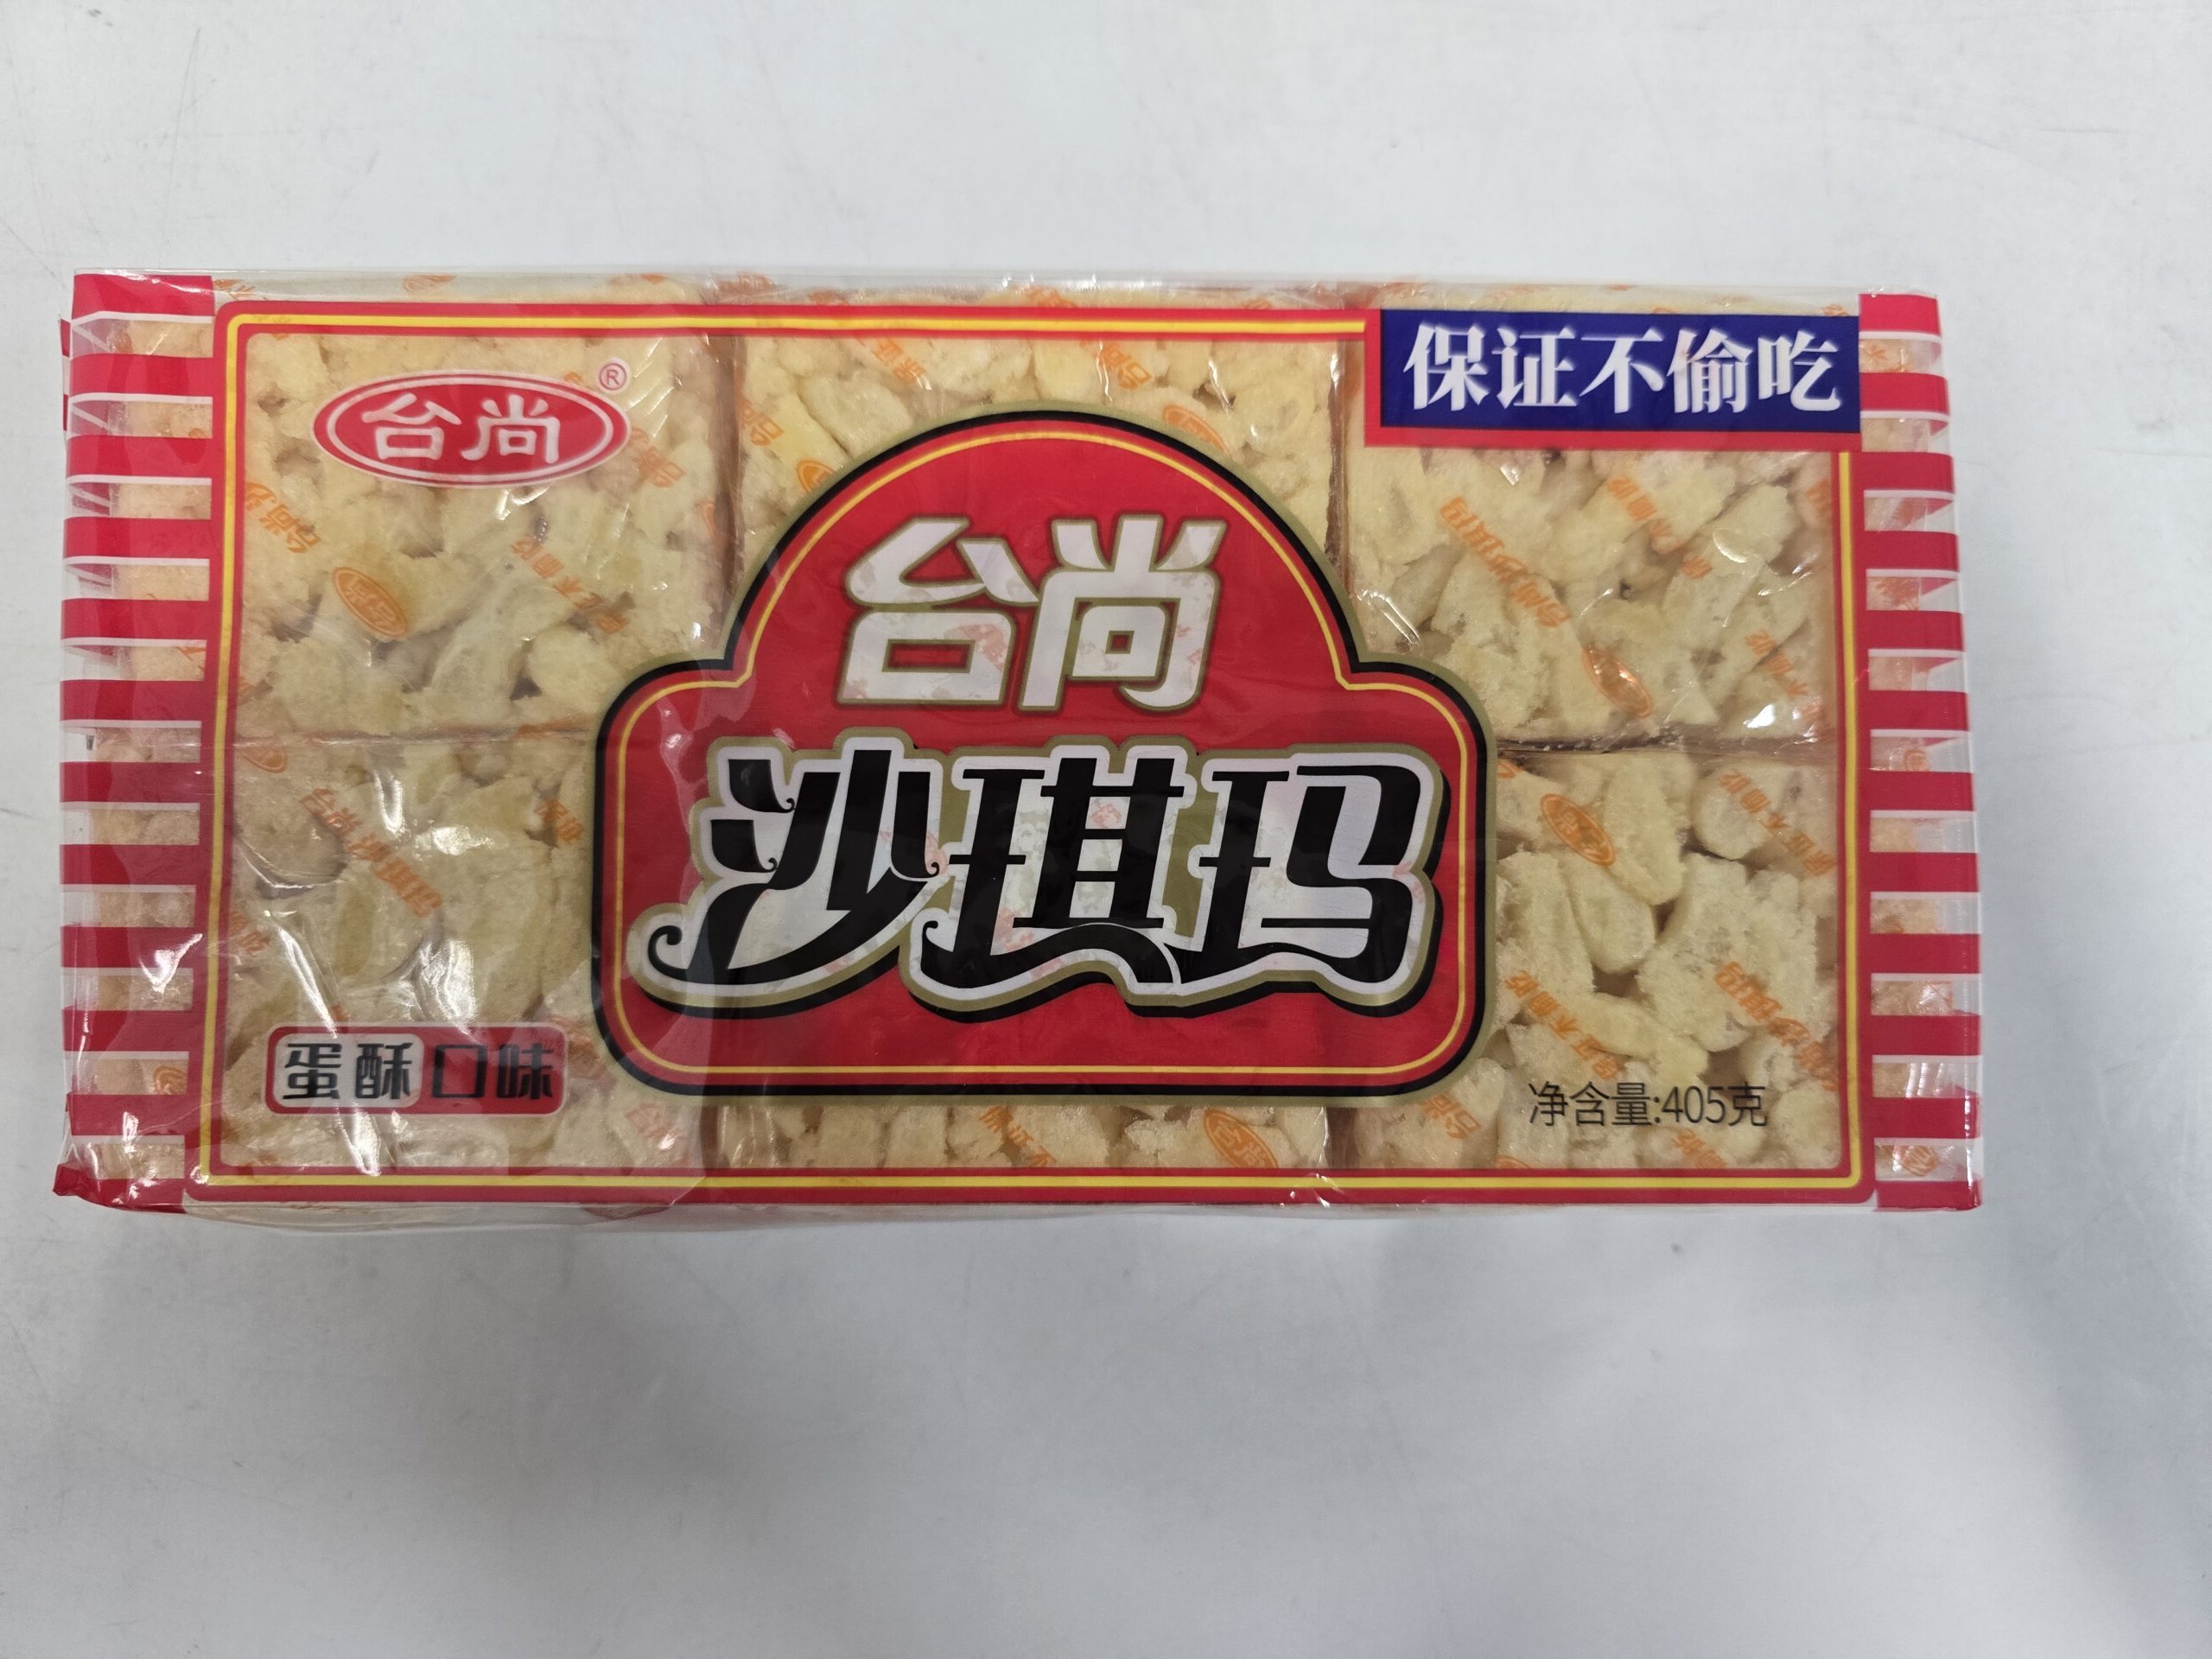 台尚®
保证不偷吃
台尚
沙琪玛
蛋酥口味
净含量:405克